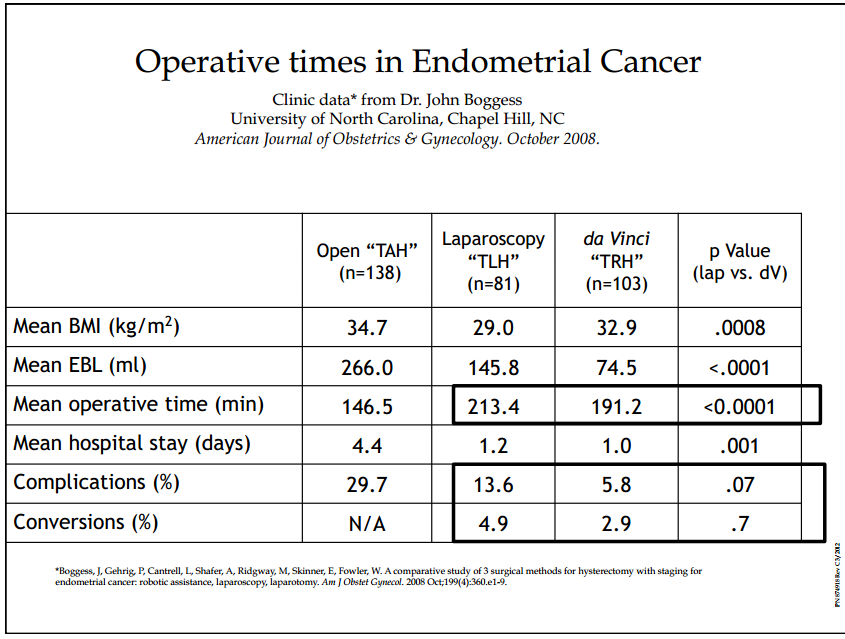 Operative times in Endometrial Cancer
Clinic data* from Dr. John Boggess
University of North Carolina, Chapel Hill, NC
American Journal of Obstetrics & Gynecology. October 2008.
Open “TAH” (n=138) Laparoscopy “TLH” (n=81) da Vinci “TRH” (n=103) p Value (lap vs. dV)
Mean BMI (kg/m²) 34.7 29.0 32.9 .0008
Mean EBL (ml) 266.0 145.8 74.5 <.0001
Mean operative time (min) 146.5 213.4 191.2 <0.0001
Mean hospital stay (days) 4.4 1.2 1.0 .001
Complications (%) 29.7 13.6 5.8 .07
Conversions (%) N/A 4.9 2.9 .7
*Boggess, J, Gehrig, P, Cantrell, L, Shafer, A, Ridgway, M, Skinner, E, Fowler, W. A comparative study of 3 surgical methods for hysterectomy with staging for
endometrial cancer: robotic assistance, laparoscopy, laparotomy. Am J Obstet Gynecol. 2008 Oct;199(4):360.e1-9.